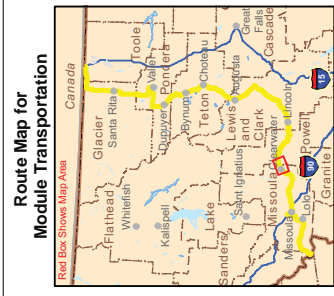 Route Map for
Module Transportation
Red Box Shows Map Area
Canada
Glacier
Toole
Santa Rita
Flathead
Whitefish
Valier
Pondera
Dupuyer
Kalispell
Bynum
Choteau
Teton
Great
Falls
Cascade
Lake
Augusta
Lewis
and
Clark
Sanders
Saint Ignatius
Missoula
Clearwater
Lincoln
Powell
15
90
Missoula
Lolo
Granite